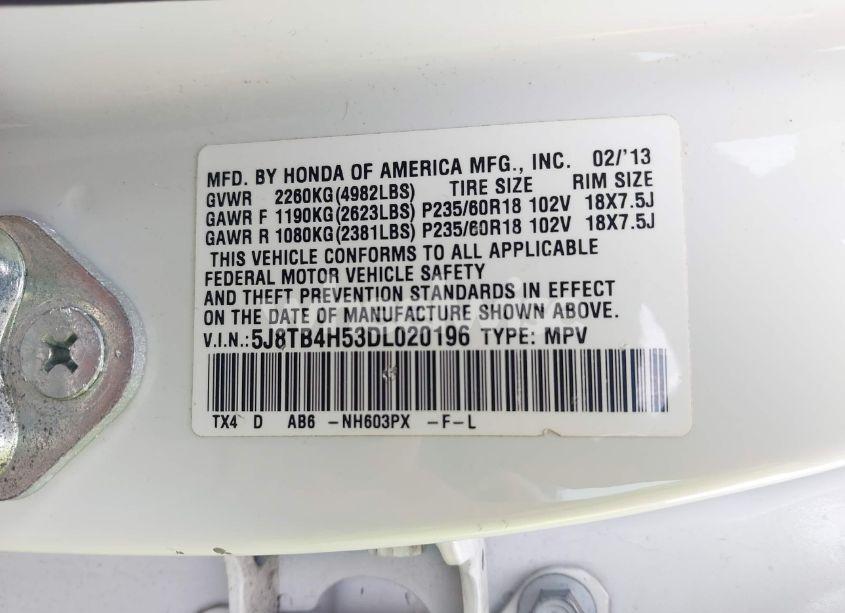 MFD. BY HONDA OF AMERICA MFG., INC. 02/'13
GVWR 2260KG(4982LBS) TIRE SIZE RIM SIZE
GAWR F 1190KG(2623LBS) P235/60R18 102V 18X7.5J
GAWR R 1080KG(2381LBS) P235/60R18 102V 18X7.5J
THIS VEHICLE CONFORMS TO ALL APPLICABLE
FEDERAL MOTOR VEHICLE SAFETY
AND THEFT PREVENTION STANDARDS IN EFFECT
ON THE DATE OF MANUFACTURE SHOWN ABOVE.
V.I.N.:5J8TB4H53DL020196 TYPE: MPV
TX4 D AB6 -NH603PX -F-L